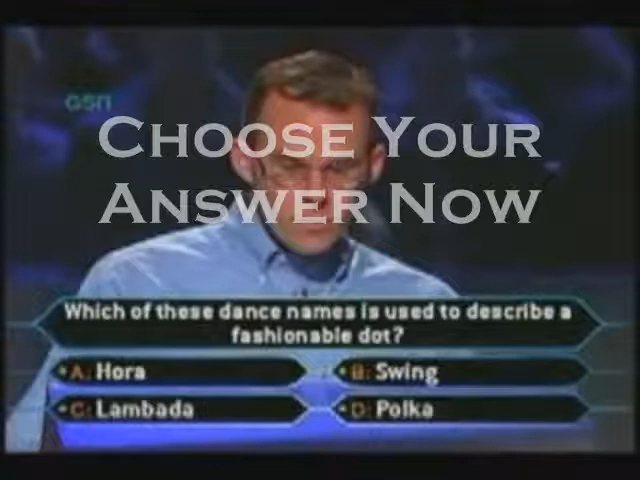 GSN
Choose Your
Answer Now
Which of these dance names is used to describe a
fashionable dot?
A: Hora
B: Swing
C: Lambada
D: Polka